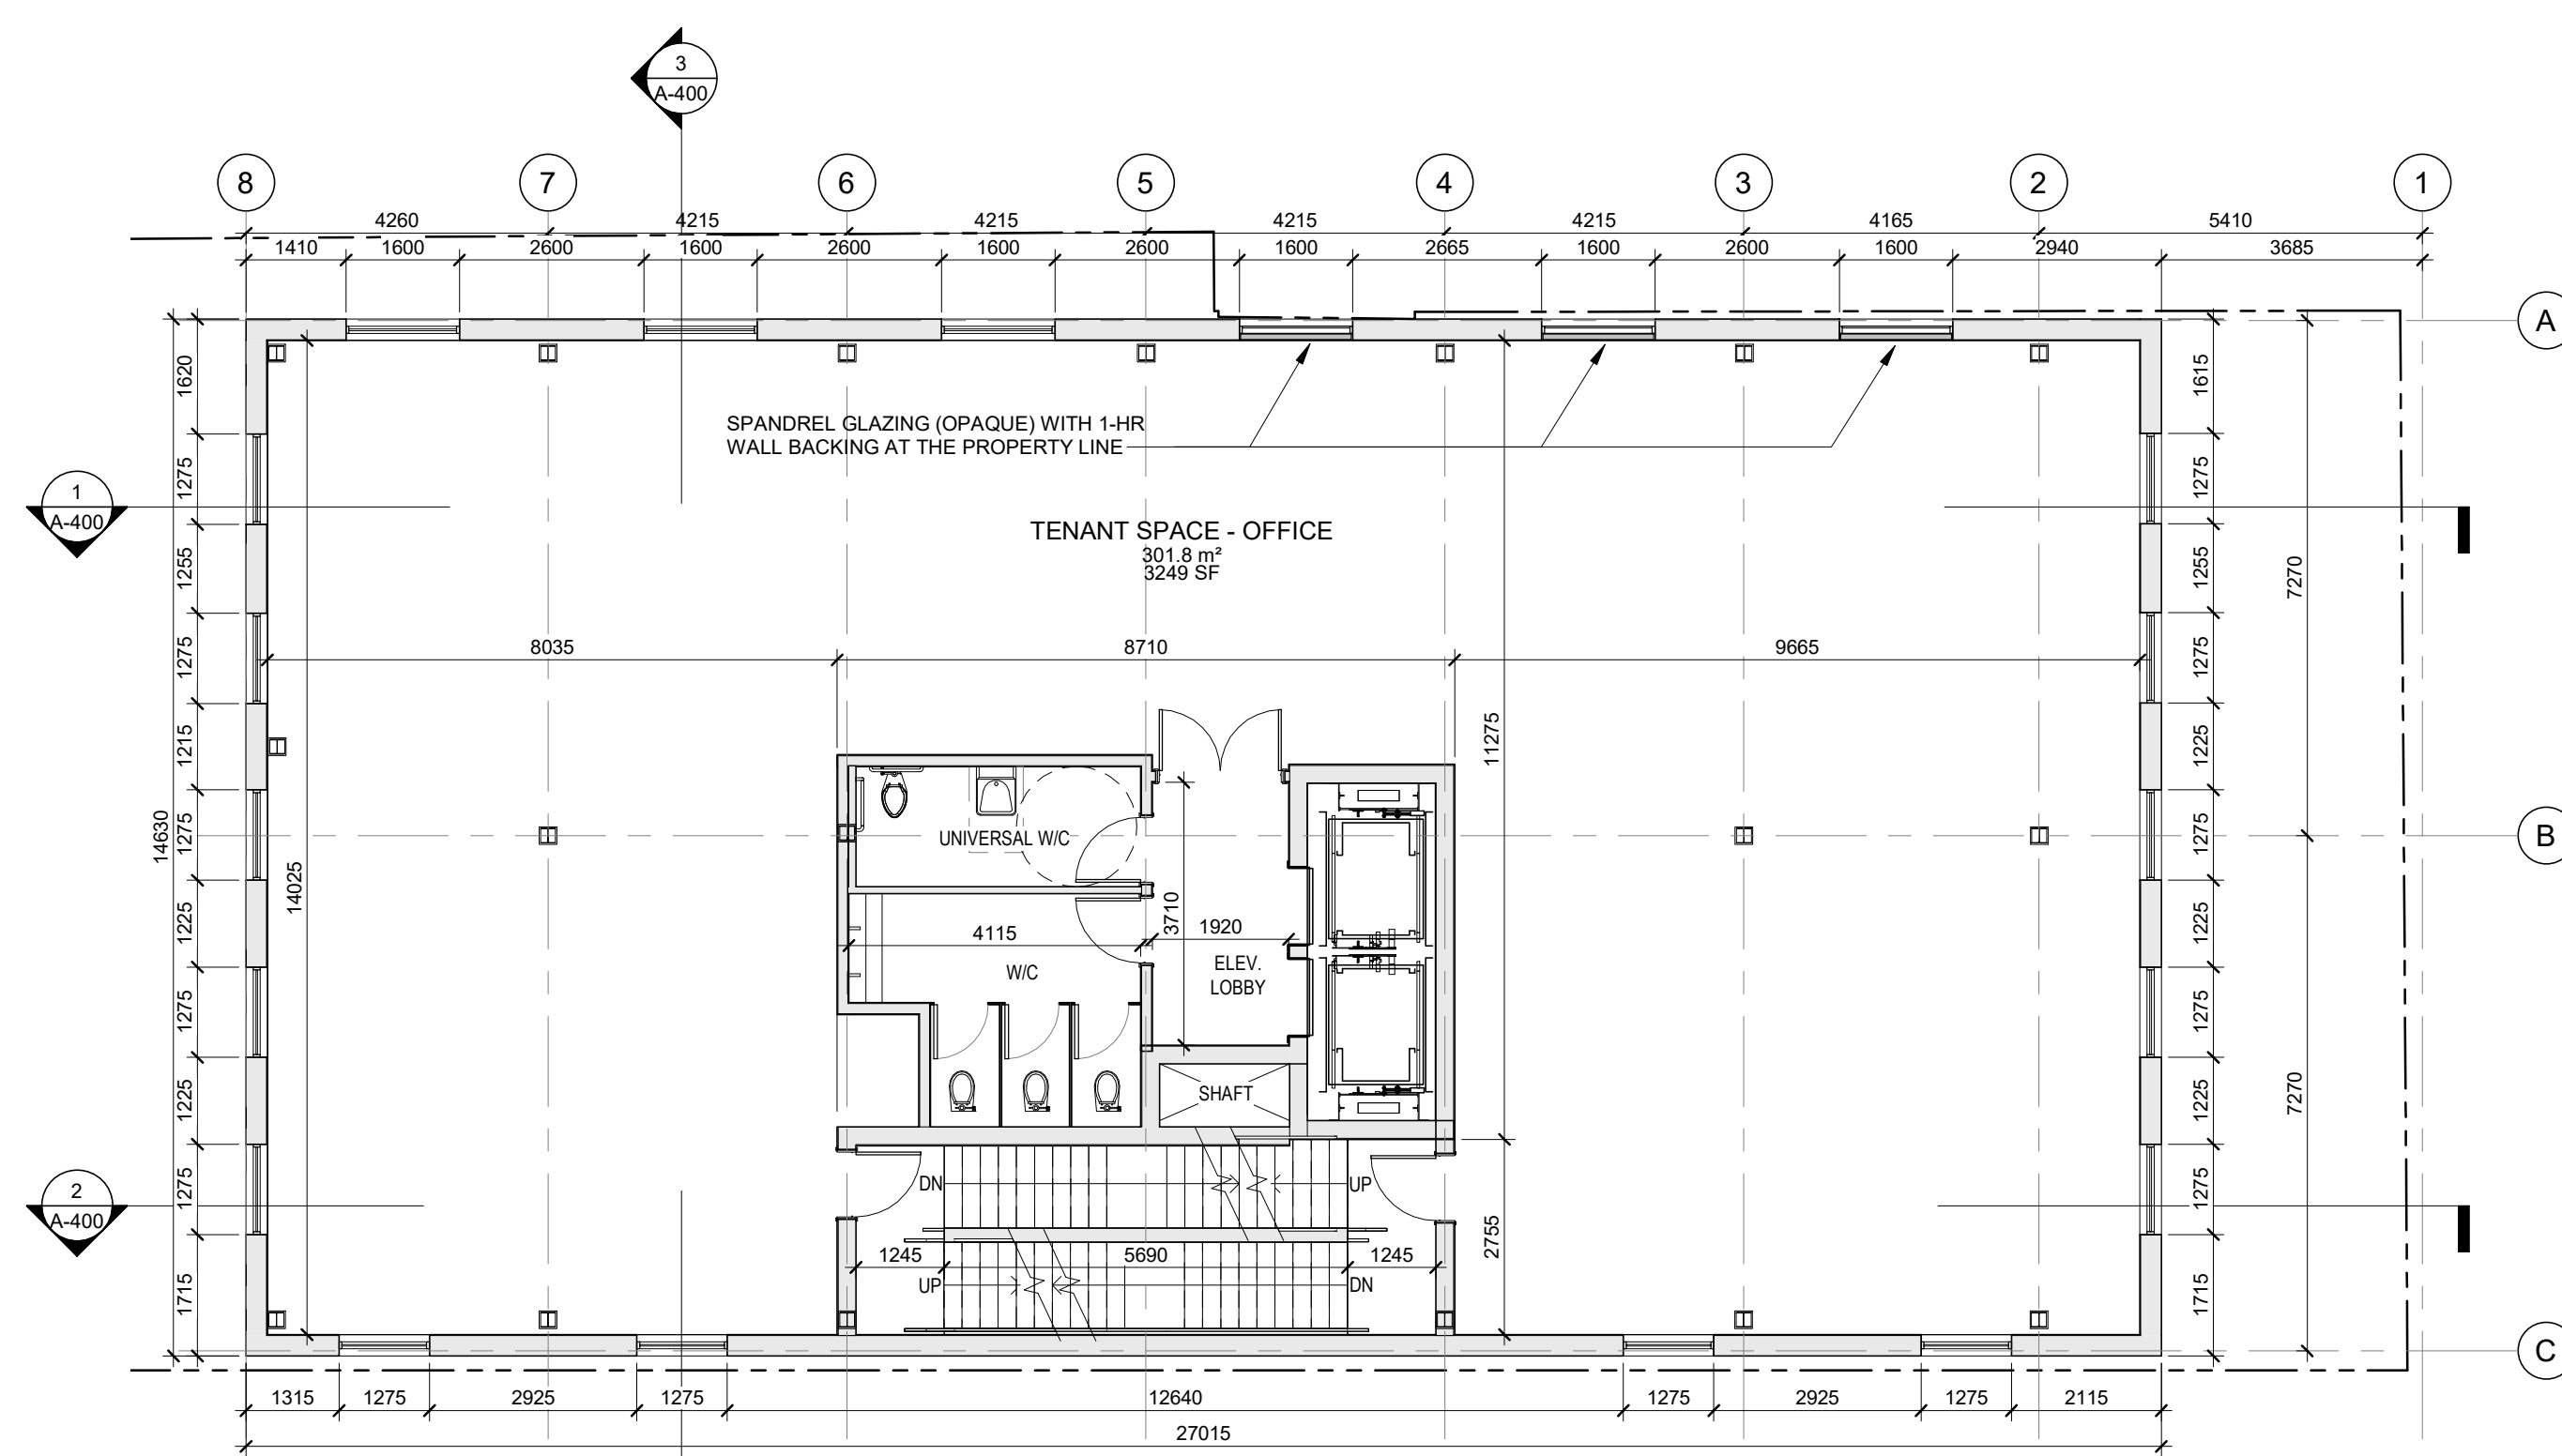 3
A-400
8 7 6 5 4 3 2 1
4260 4215 4215 4215 4215 4165 5410
1410 1600 2600 1600 2600 1600 2600 1600 2665 1600 2600 1600 2940 3685
A
1620
1615
SPANDREL GLAZING (OPAQUE) WITH 1-HR
WALL BACKING AT THE PROPERTY LINE
1275
1275
1
A-400
TENANT SPACE - OFFICE
301.8 m²
3249 SF
1255
1255
7270
1275
8035 8710 9665
1275
1215
11275
1225
14630
1275
14025
UNIVERSAL W/C
1275
B
1225
3710
4115 1920
1225
W/C
ELEV.
LOBBY
1275
1275
1225
SHAFT
1225
7270
1275
DN
UP
1275
2
A-400
2755
1245 5690 1245
1715
UP
DN
1715
C
1315 1275 2925 1275 12640 1275 2925 1275 2115
27015